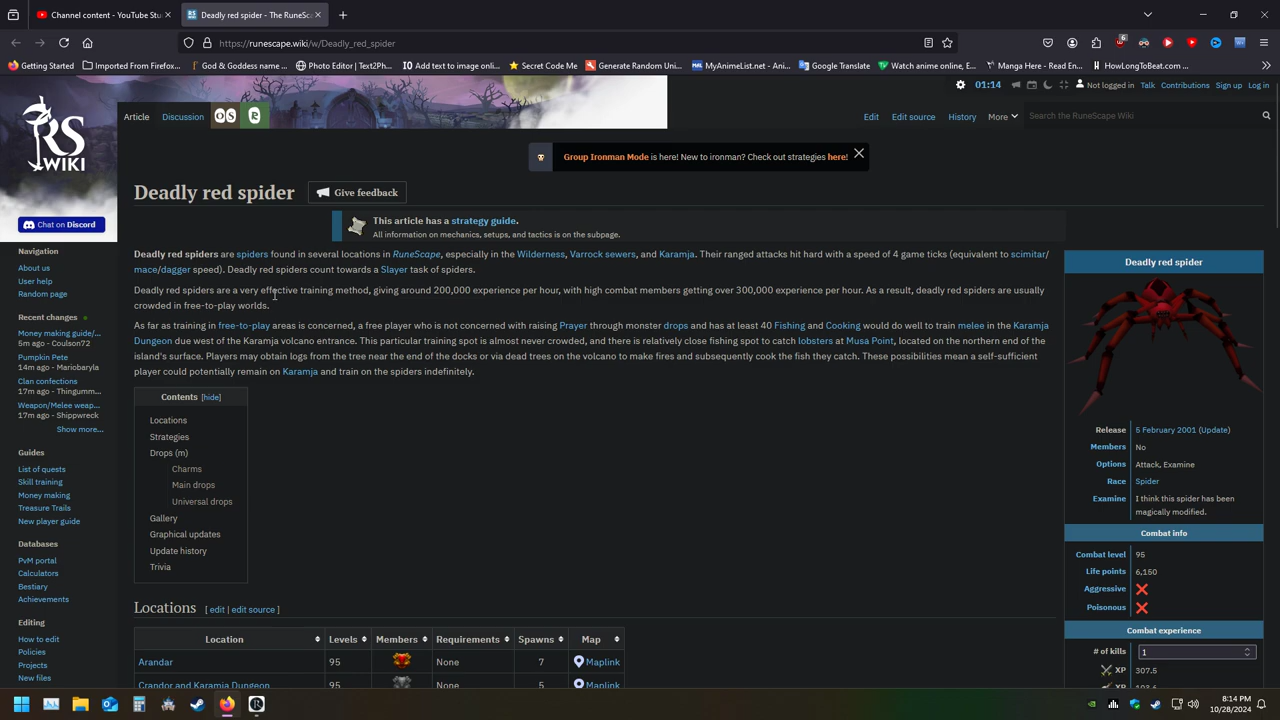 Channel content - YouTube Stu
Deadly red spider - The RuneSca
https://runescape.wiki/w/Deadly_red_spider
6
Getting Started
Imported From Firefox...
God & Goddess name ...
Photo Editor | Text2Ph...
Add text to image onlin...
Secret Code Me
Generate Random Uni...
MyAnimeList.net - Ani...
Google Translate
Watch anime online, E...
Manga Here - Read On...
HowLongToBeat.com ...
01:14
Not logged in
Talk
Contributions
Sign up
Log in
RS
WIKI
Article
Discussion
OS
R
Edit
Edit source
History
More
Search the RuneScape Wiki
Group Ironman Mode is here! New to ironman? Check out strategies here!
Deadly red spider
Give feedback
This article has a strategy guide.
All information on mechanics, setups, and tactics is on the subpage.
Chat on Discord
Navigation
About us
User help
Random page
Recent changes
Money making guide/...
5m ago - Coulson72
Pumpkin Pete
14m ago - Mariobaryla
Clan confections
17m ago - Thingumm...
Weapon/Melee weap...
17m ago - Shippwreck
Show more...
Guides
List of quests
Skill training
Money making
Treasure Trails
New player guide
Databases
PvM portal
Calculators
Bestiary
Achievements
Editing
How to edit
Policies
Projects
New files
Deadly red spiders are spiders found in several locations in RuneScape, especially in the Wilderness, Varrock sewers, and Karamja. Their ranged attacks hit hard with a speed of 4 game ticks (equivalent to scimitar/
mace/dagger speed). Deadly red spiders count towards a Slayer task of spiders.
Deadly red spiders are a very effective training method, giving around 200,000 experience per hour, with high combat members getting over 300,000 experience per hour. As a result, deadly red spiders are usually
crowded in free-to-play worlds.
As far as training in free-to-play areas is concerned, a free player who is not concerned with raising Prayer through monster drops and has at least 40 Fishing and Cooking would do well to train melee in the Karamja
Dungeon due west of the Karamja volcano entrance. This particular training spot is almost never crowded, and there is relatively close fishing spot to catch lobsters at Musa Point, located on the northern end of the
island's surface. Players may obtain logs from the tree near the end of the docks or via dead trees on the volcano to make fires and subsequently cook the fish they catch. These possibilities mean a self-sufficient
player could potentially remain on Karamja and train on the spiders indefinitely.
Contents [hide]
Locations
Strategies
Drops (m)
Charms
Main drops
Universal drops
Gallery
Graphical updates
Update history
Trivia
Locations [ edit | edit source ]
Location Levels Members Requirements Spawns Map
Arandar 95 None 7 Maplink
Crandor and Karamja Dungeon 95 None 5 Maplink
Deadly red spider
Release 5 February 2001 (Update)
Members No
Options Attack, Examine
Race Spider
Examine I think this spider has been
magically modified.
Combat info
Combat level 95
Life points 6,150
Aggressive
Poisonous
Combat experience
# of kills 1
XP 307.5
XP
8:14 PM
10/28/2024